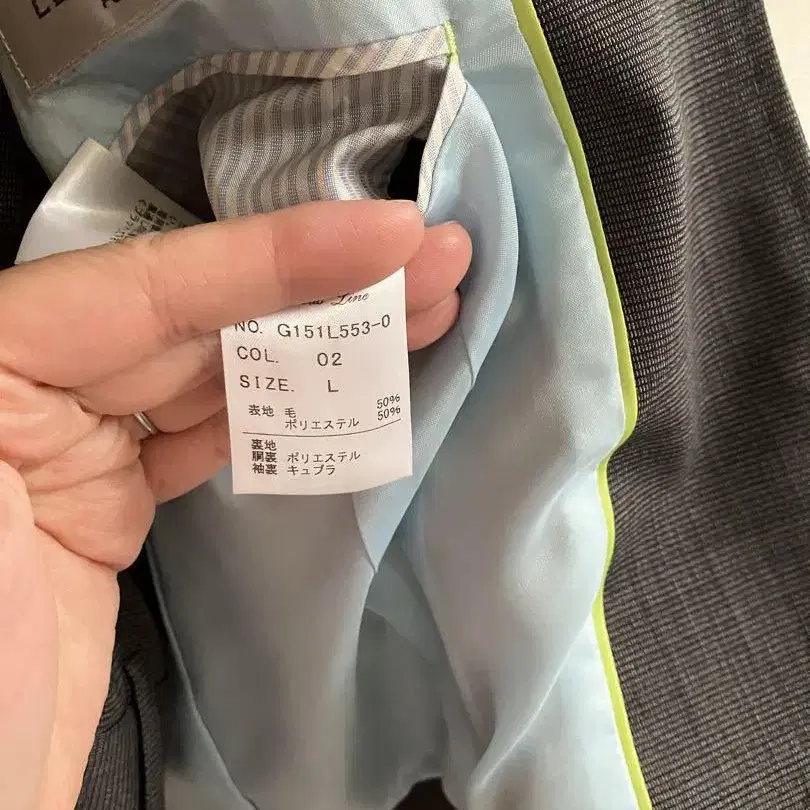 Line
NO. G151L553-0
COL. 02
SIZE. L
表地 毛 50%
ポリエステル 50%
裏地
胴裏 ポリエステル
袖裏 キュプラ